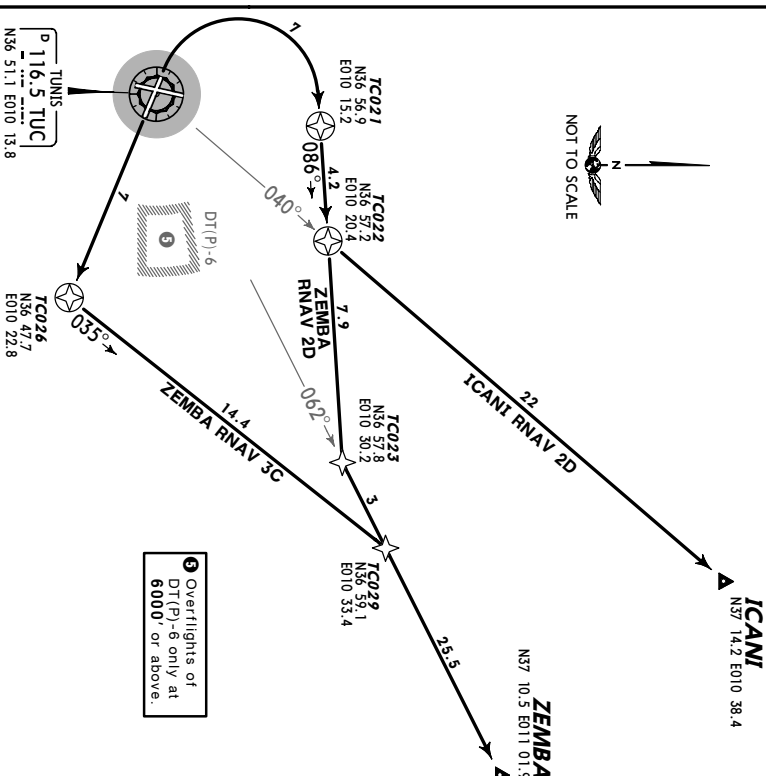 NOT TO SCALE
N
ICANI
N37 14.2 E010 38.4
22
ICANI RNAV 2D
7
TC021
N36 56.9
E010 15.2
4.2
086°
TC022
N36 57.2
E010 20.4
040°
7.9
ZEMBA
RNAV 2D
TC023
N36 57.8
E010 30.2
062°
3
TC029
N36 59.1
E010 33.4
25.5
ZEMBA
N37 10.5 E011 01.9
TUNIS
D 116.5 TUC
N36 51.1 E010 13.8
7
DT(P)-6
5
TC026
N36 47.7
E010 22.8
035°
14.4
ZEMBA RNAV 3C
5 Overflights of
DT(P)-6 only at
6000' or above.